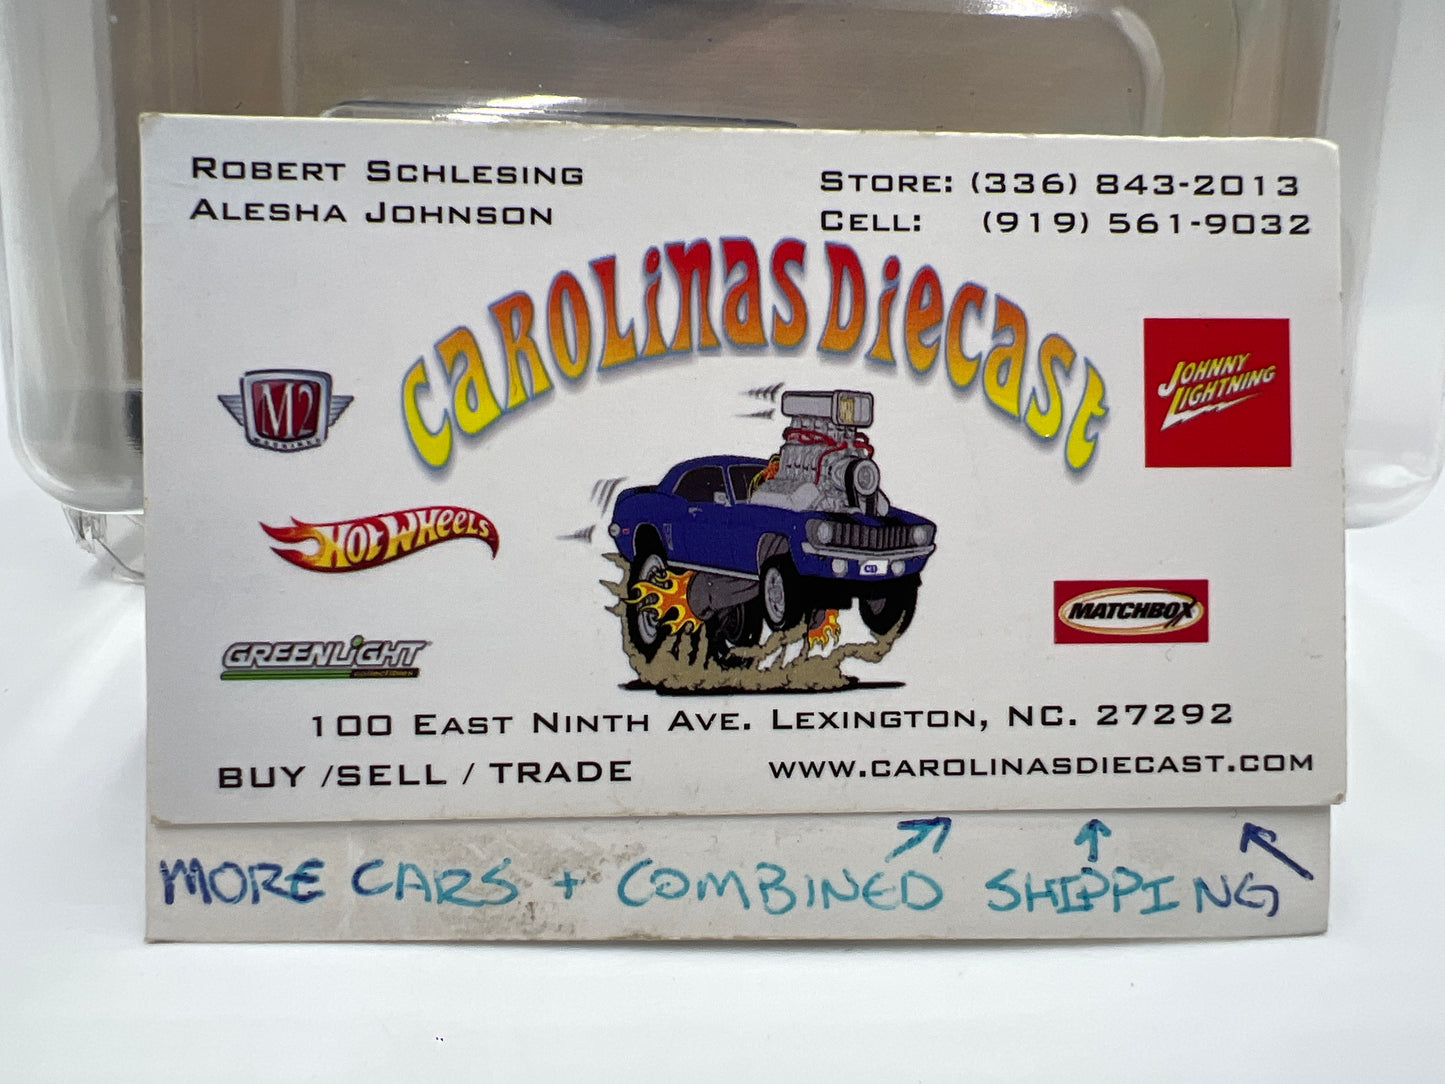 ROBERT SCHLESING
ALESHA JOHNSON
STORE: (336) 843-2013
CELL: (919) 561-9032
CAROLINAS DIECAST
M2
MACHINES
JOHNNY
LIGHTNING
HOT WHEELS
MATCHBOX
GREENLIGHT
COLLECTIBLES
100 EAST NINTH AVE. LEXINGTON, NC. 27292
BUY /SELL / TRADE
WWW.CAROLINASDIECAST.COM
MORE CARS + COMBINED SHIPPING